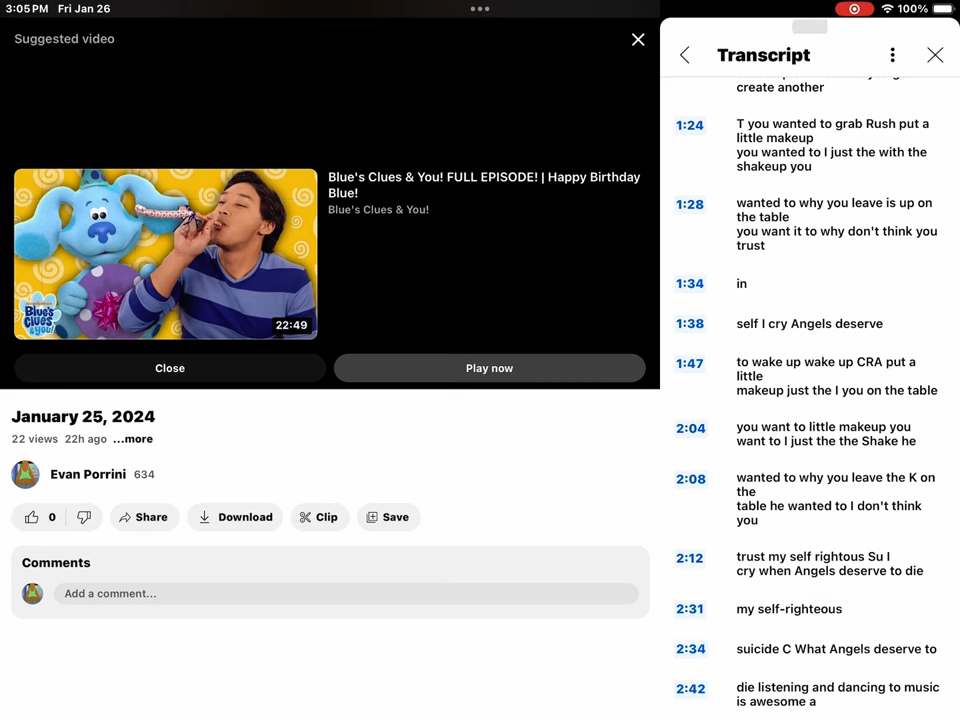 3:05 PM Fri Jan 26
100%
Suggested video
Blue's Clues & You! FULL EPISODE! | Happy Birthday
Blue!
Blue's Clues & You!
BLUE'S
CLUES
& YOU!
22:49
Close
Play now
January 25, 2024
22 views 22h ago ...more
Evan Porrini 634
0
Share
Download
Clip
Save
Comments
Add a comment...
Transcript
create another
1:24
T you wanted to grab Rush put a
little makeup
you wanted to I just the with the
shakeup you
1:28
wanted to why you leave is up on
the table
you want it to why don't think you
trust
1:34
in
1:38
self I cry Angels deserve
1:47
to wake up wake up CRA put a
little
makeup just the I you on the table
2:04
you want to little makeup you
want to I just the the Shake he
2:08
wanted to why you leave the K on
the
table he wanted to I don't think
you
2:12
trust my self rightous Su I
cry when Angels deserve to die
2:31
my self-righteous
2:34
suicide C What Angels deserve to
2:42
die listening and dancing to music
is awesome a